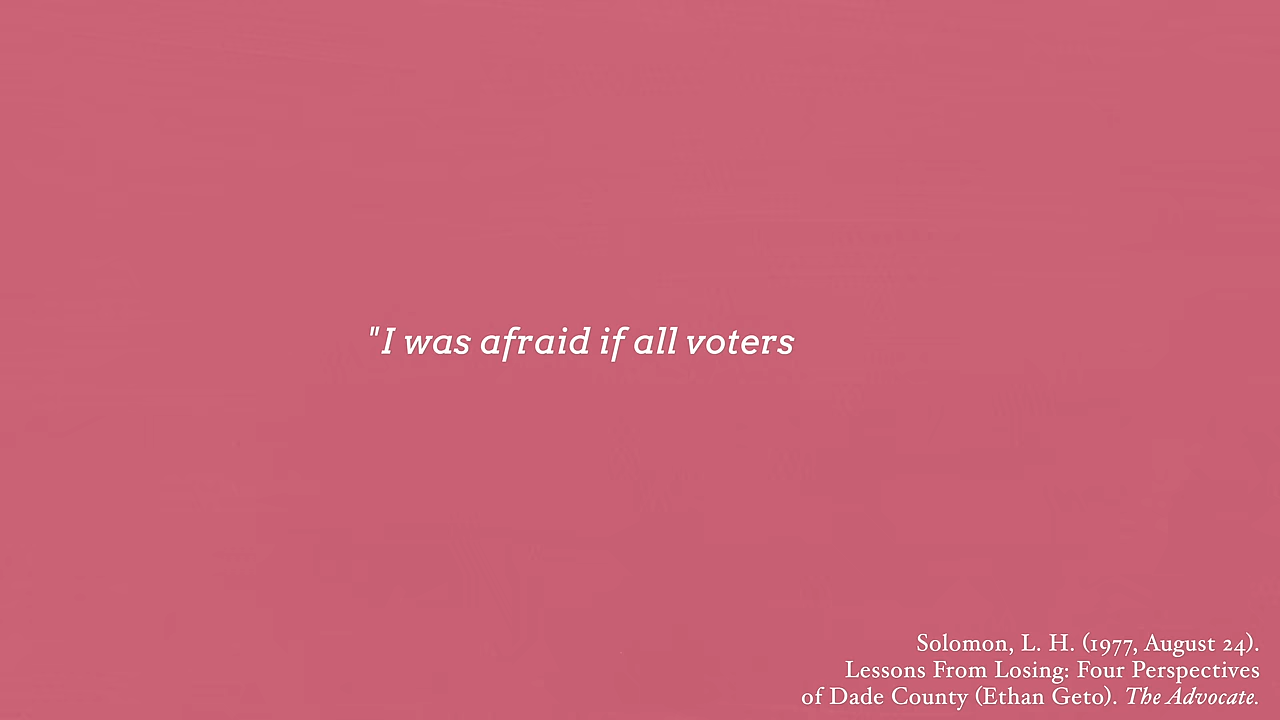 "I was afraid if all voters
Solomon, L. H. (1977, August 24).
Lessons From Losing: Four Perspectives
of Dade County (Ethan Geto). The Advocate.